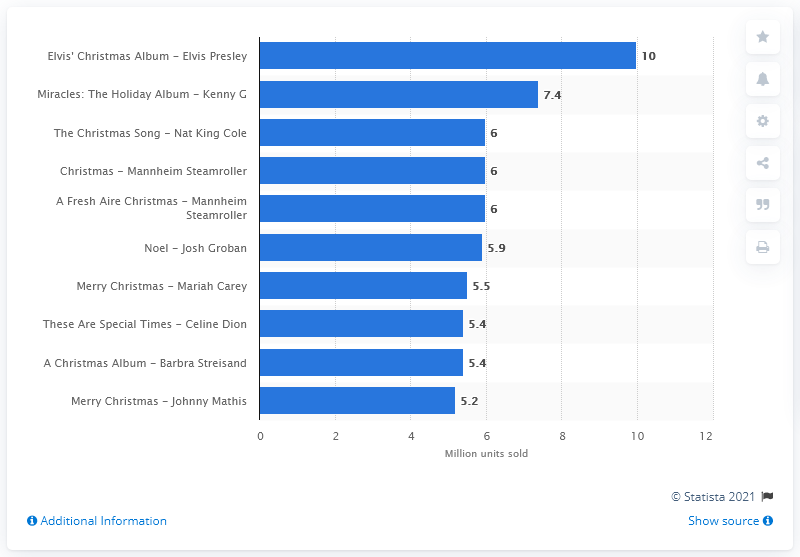 Elvis' Christmas Album – Elvis Presley 10
Miracles: The Holiday Album – Kenny G 7.4
The Christmas Song – Nat King Cole 6
Christmas – Mannheim Steamroller 6
A Fresh Aire Christmas – Mannheim
Steamroller 6
Noel – Josh Groban 5.9
Merry Christmas – Mariah Carey 5.5
These Are Special Times – Celine Dion 5.4
A Christmas Album – Barbra Streisand 5.4
Merry Christmas – Johnny Mathis 5.2
0 2 4 6 8 10 12
Million units sold
© Statista 2021
Additional Information Show source